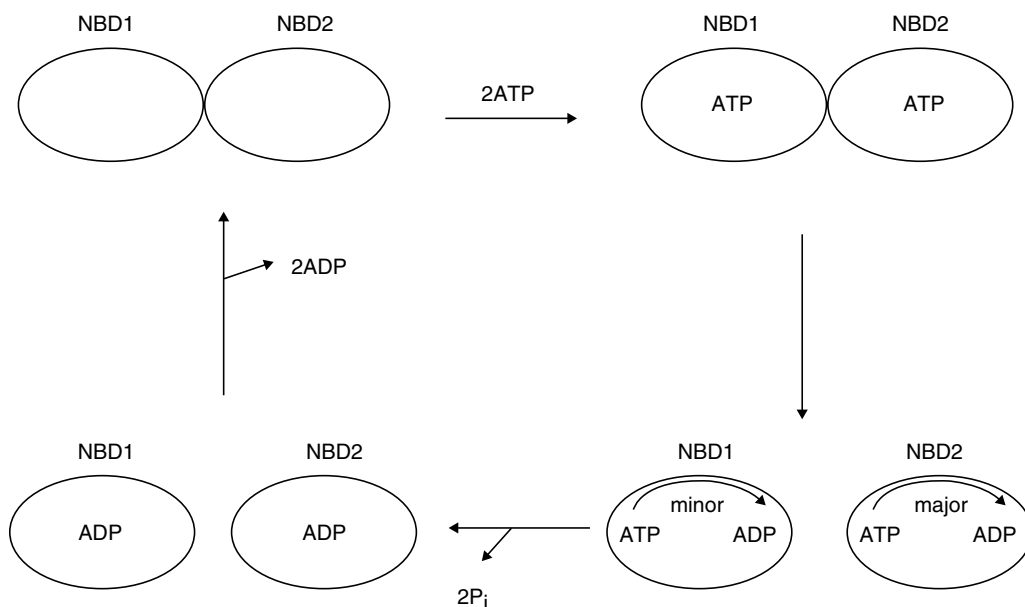 NBD1 NBD2
2ATP
NBD1 NBD2
ATP ATP
2ADP
NBD1 NBD2
ADP ADP
2Pi
NBD1 NBD2
minor major
ATP ADP ATP ADP